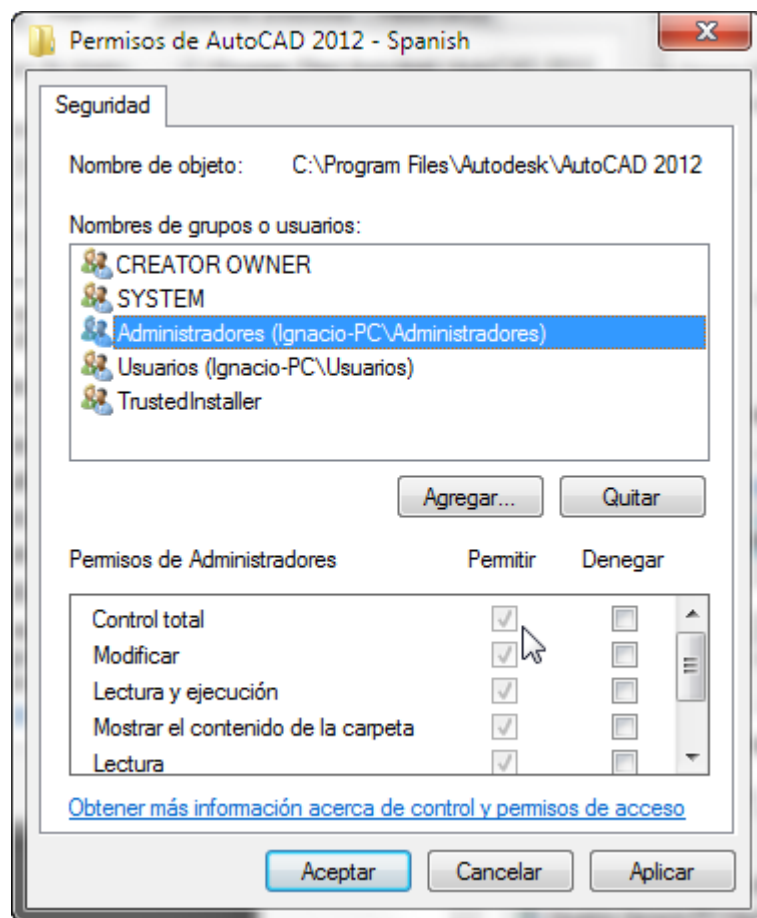 Permisos de AutoCAD 2012 - Spanish
Seguridad
Nombre de objeto: C:\Program Files\Autodesk\AutoCAD 2012
Nombres de grupos o usuarios:
CREATOR OWNER
SYSTEM
Administradores (Ignacio-PC\Administradores)
Usuarios (Ignacio-PC\Usuarios)
TrustedInstaller
Agregar... Quitar
Permisos de Administradores Permitir Denegar
Control total
Modificar
Lectura y ejecución
Mostrar el contenido de la carpeta
Lectura
Obtener más información acerca de control y permisos de acceso
Aceptar Cancelar Aplicar